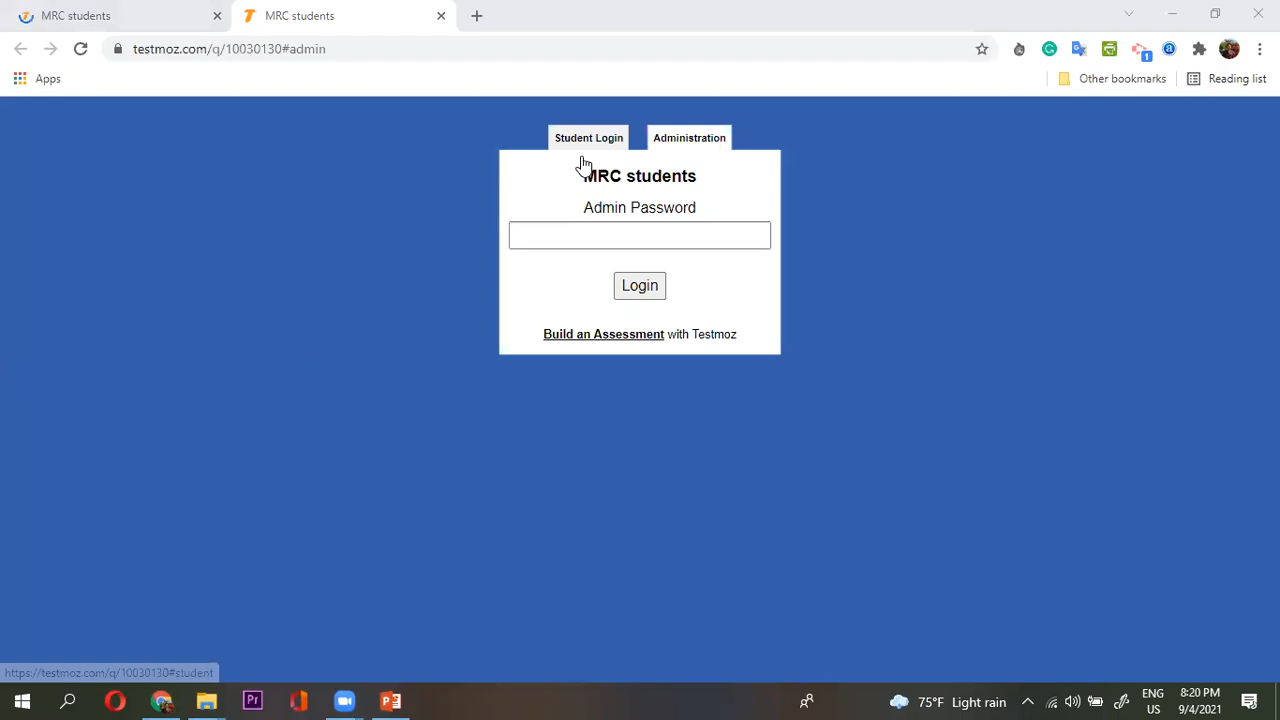 MRC students
MRC students
testmoz.com/q/10030130#admin
1
Apps
Other bookmarks
Reading list
Student Login
Administration
MRC students
Admin Password
Login
Build an Assessment with Testmoz
https://testmoz.com/q/10030130#student
Pr
75°F Light rain
ENG
US
8:20 PM
9/4/2021